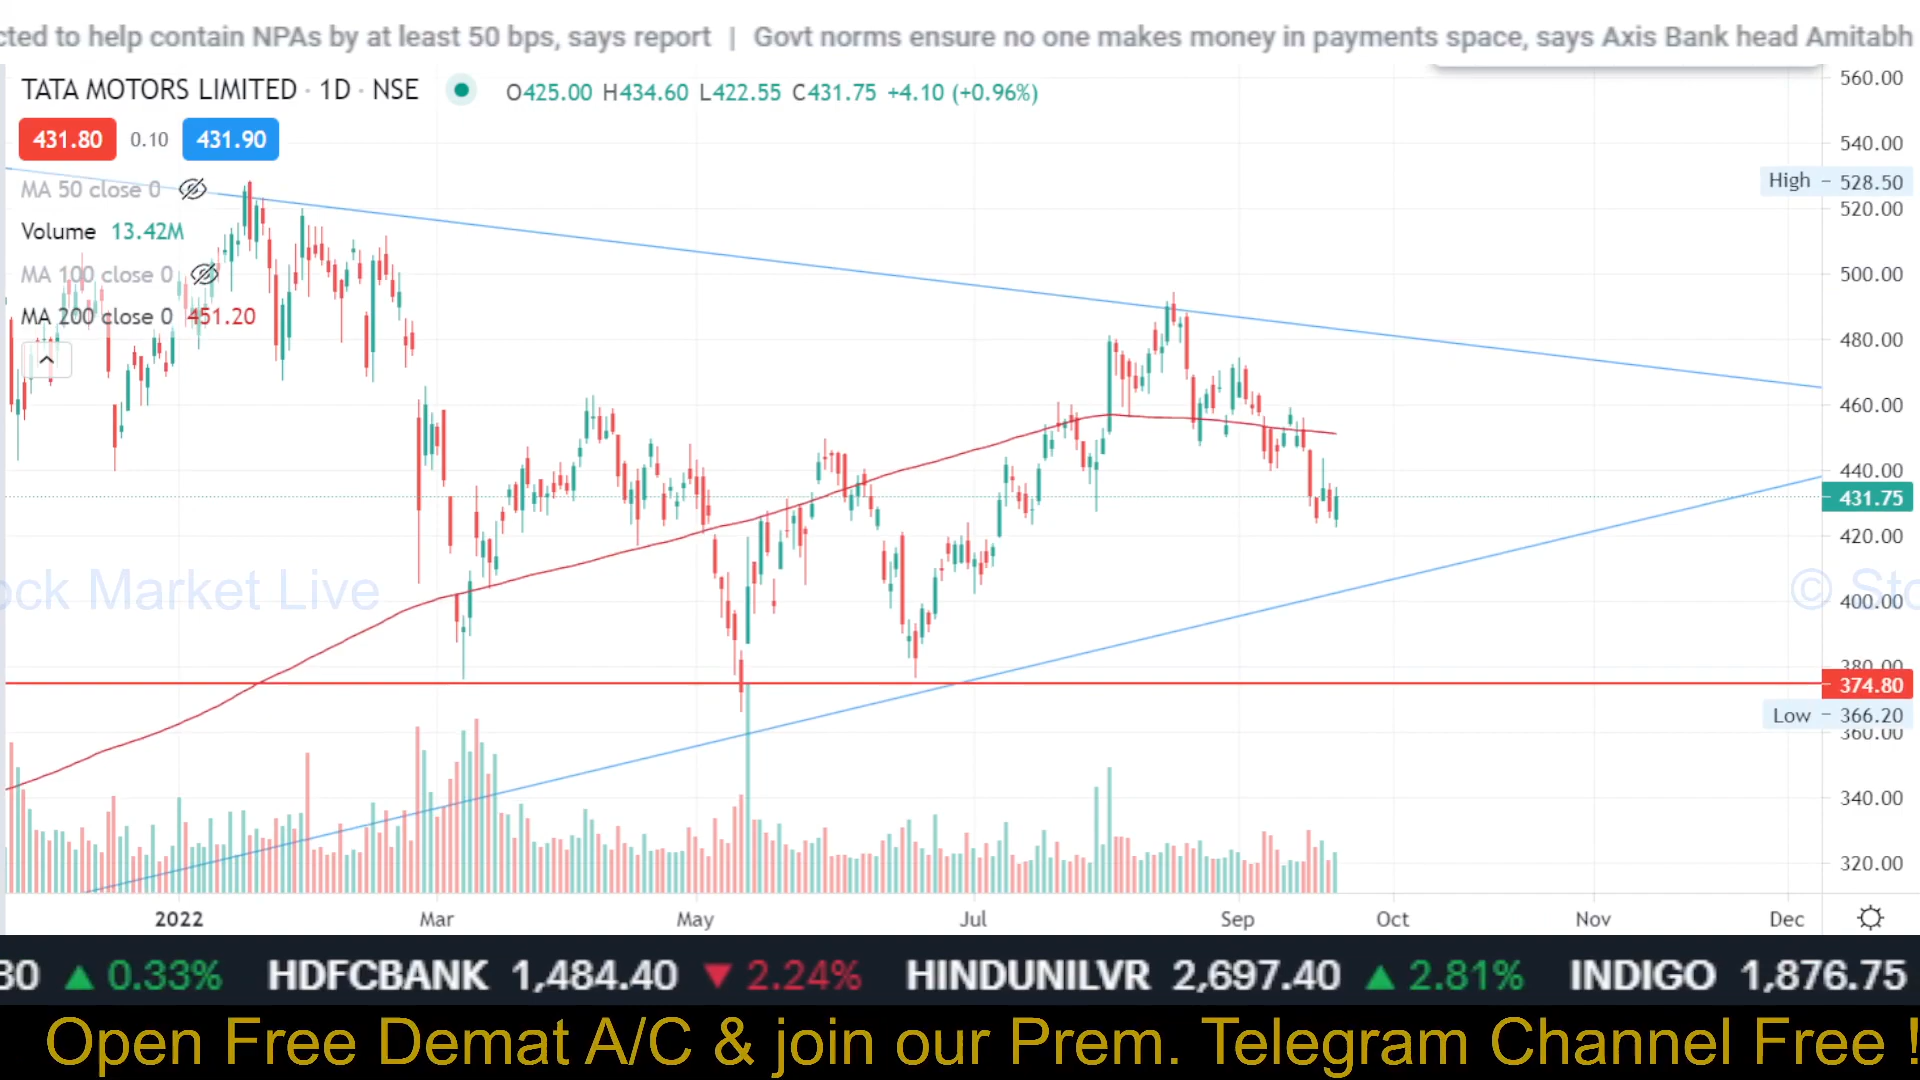 cted to help contain NPAs by at least 50 bps, says report | Govt norms ensure no one makes money in payments space, says Axis Bank head Amitabh
TATA MOTORS LIMITED · 1D · NSE O425.00 H434.60 L422.55 C431.75 +4.10 (+0.96%)
431.80 0.10 431.90
MA 50 close 0
Volume 13.42M
MA 100 close 0
MA 200 close 0 451.20
560.00
540.00
High 528.50
520.00
500.00
480.00
460.00
440.00
431.75
420.00
400.00
380.00
374.80
Low 366.20
360.00
340.00
320.00
ock Market Live
© Sto
2022 Mar May Jul Sep Oct Nov Dec
30 ▲ 0.33% HDFCBANK 1,484.40 ▼ 2.24% HINDUNILVR 2,697.40 ▲ 2.81% INDIGO 1,876.75
Open Free Demat A/C & join our Prem. Telegram Channel Free !